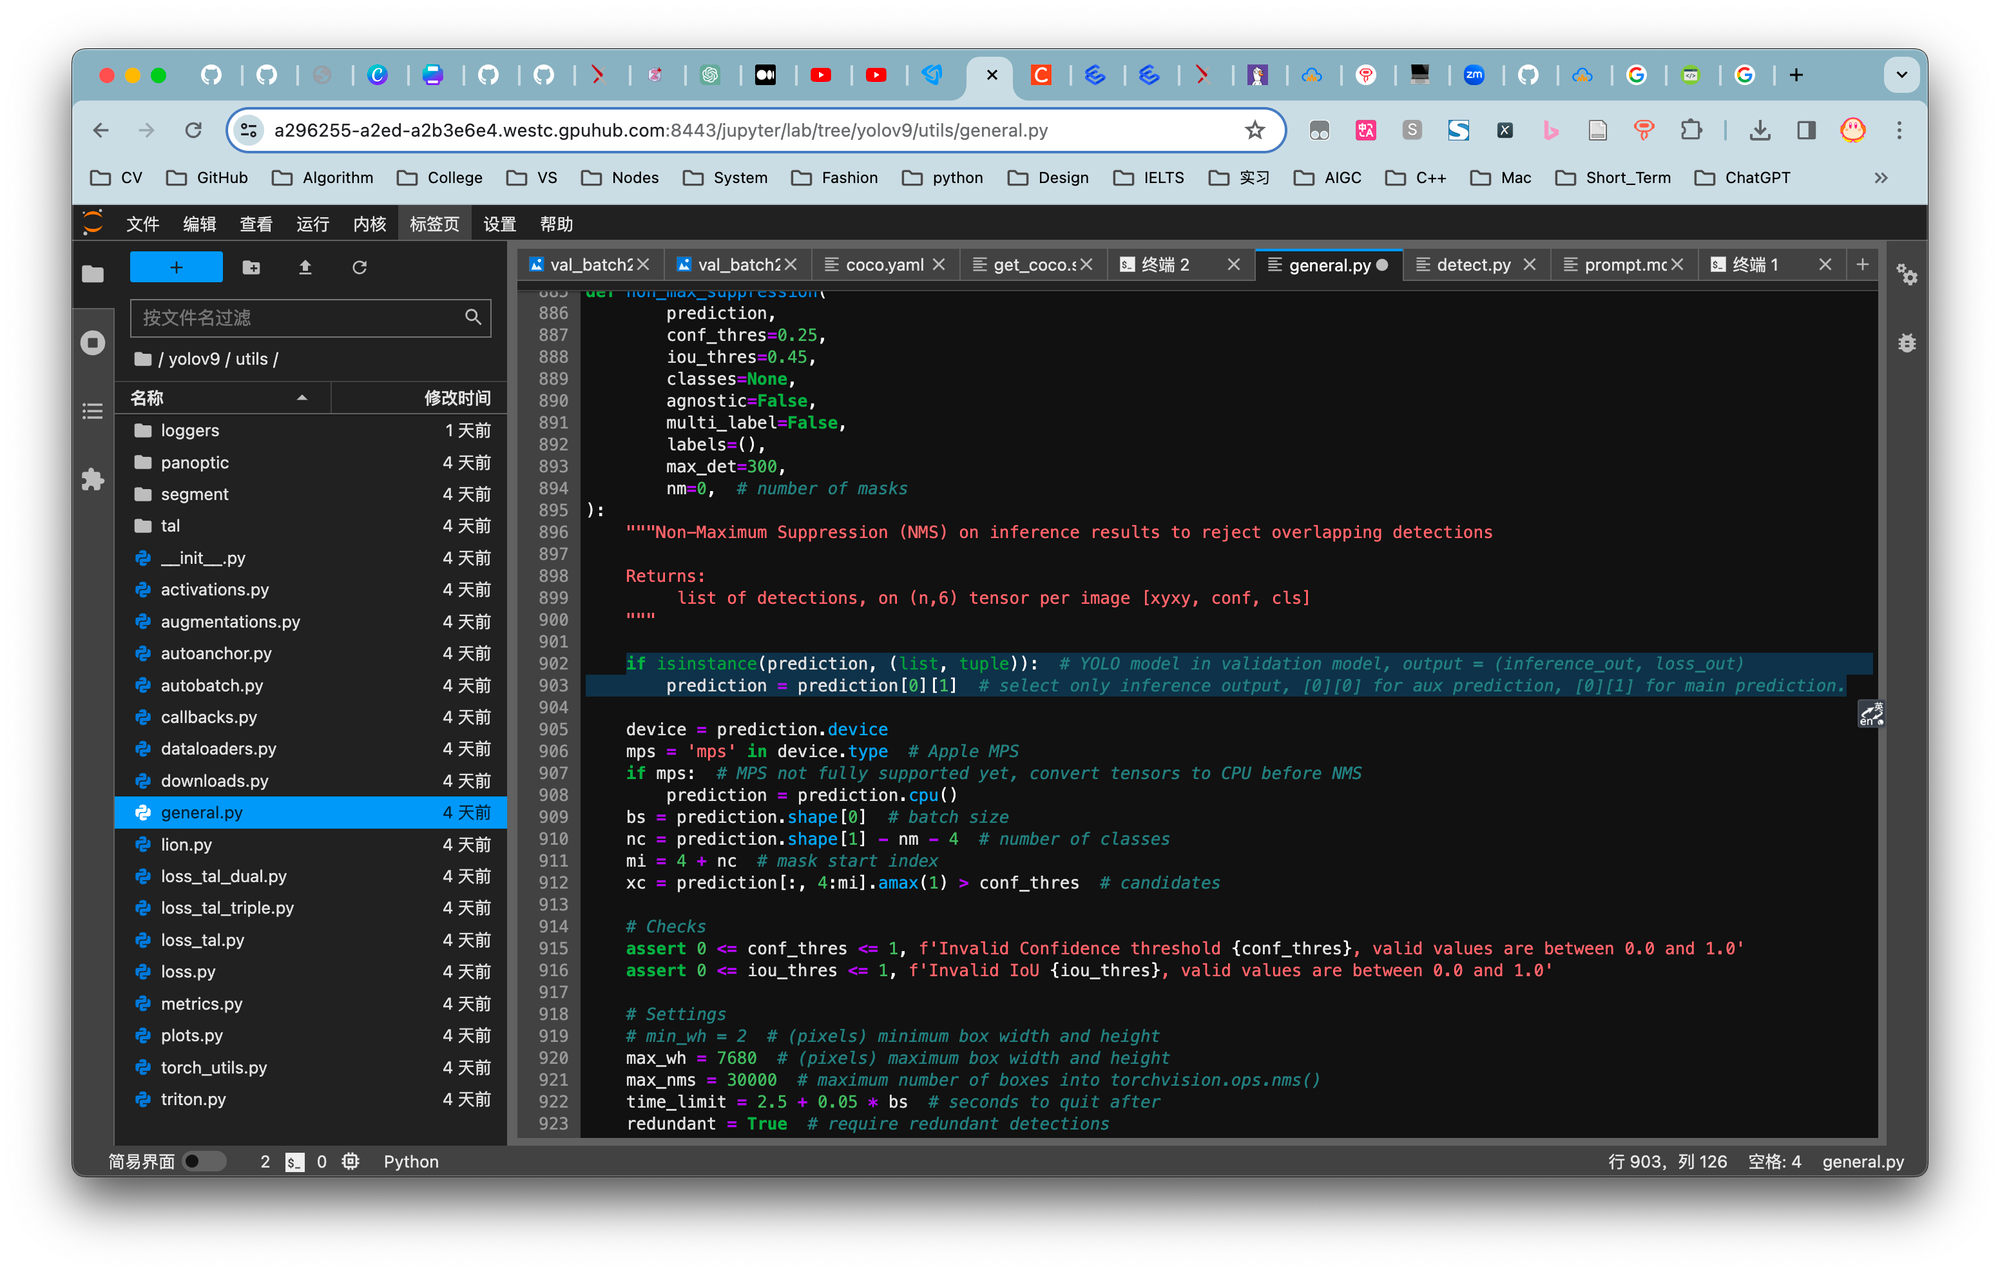 a296255-a2ed-a2b3e6e4.westc.gpuhub.com:8443/jupyter/lab/tree/yolov9/utils/general.py
CV GitHub Algorithm College VS Nodes System Fashion python Design IELTS 实习 AIGC C++ Mac Short_Term ChatGPT
文件 编辑 查看 运行 内核 标签页 设置 帮助
val_batch2 val_batch2 coco.yaml get_coco.s 终端 2 general.py detect.py prompt.mc 终端 1
按文件名过滤
/ yolov9 / utils /
名称 修改时间
loggers 1 天前
panoptic 4 天前
segment 4 天前
tal 4 天前
__init__.py 4 天前
activations.py 4 天前
augmentations.py 4 天前
autoanchor.py 4 天前
autobatch.py 4 天前
callbacks.py 4 天前
dataloaders.py 4 天前
downloads.py 4 天前
general.py 4 天前
lion.py 4 天前
loss_tal_dual.py 4 天前
loss_tal_triple.py 4 天前
loss_tal.py 4 天前
loss.py 4 天前
metrics.py 4 天前
plots.py 4 天前
torch_utils.py 4 天前
triton.py 4 天前
885 def non_max_suppression(
886 prediction,
887 conf_thres=0.25,
888 iou_thres=0.45,
889 classes=None,
890 agnostic=False,
891 multi_label=False,
892 labels=(),
893 max_det=300,
894 nm=0,  # number of masks
895 ):
896 """Non-Maximum Suppression (NMS) on inference results to reject overlapping detections
897
898 Returns:
899 list of detections, on (n,6) tensor per image [xyxy, conf, cls]
900 """
901
902 if isinstance(prediction, (list, tuple)):  # YOLO model in validation model, output = (inference_out, loss_out)
903 prediction = prediction[0][1]  # select only inference output, [0][0] for aux prediction, [0][1] for main prediction.
904
905 device = prediction.device
906 mps = 'mps' in device.type  # Apple MPS
907 if mps:  # MPS not fully supported yet, convert tensors to CPU before NMS
908 prediction = prediction.cpu()
909 bs = prediction.shape[0]  # batch size
910 nc = prediction.shape[1] - nm - 4  # number of classes
911 mi = 4 + nc  # mask start index
912 xc = prediction[:, 4:mi].amax(1) > conf_thres  # candidates
913
914 # Checks
915 assert 0 <= conf_thres <= 1, f'Invalid Confidence threshold {conf_thres}, valid values are between 0.0 and 1.0'
916 assert 0 <= iou_thres <= 1, f'Invalid IoU {iou_thres}, valid values are between 0.0 and 1.0'
917
918 # Settings
919 # min_wh = 2  # (pixels) minimum box width and height
920 max_wh = 7680  # (pixels) maximum box width and height
921 max_nms = 30000  # maximum number of boxes into torchvision.ops.nms()
922 time_limit = 2.5 + 0.05 * bs  # seconds to quit after
923 redundant = True  # require redundant detections
英
en
简易界面 2 0 Python 行 903，列 126 空格: 4 general.py